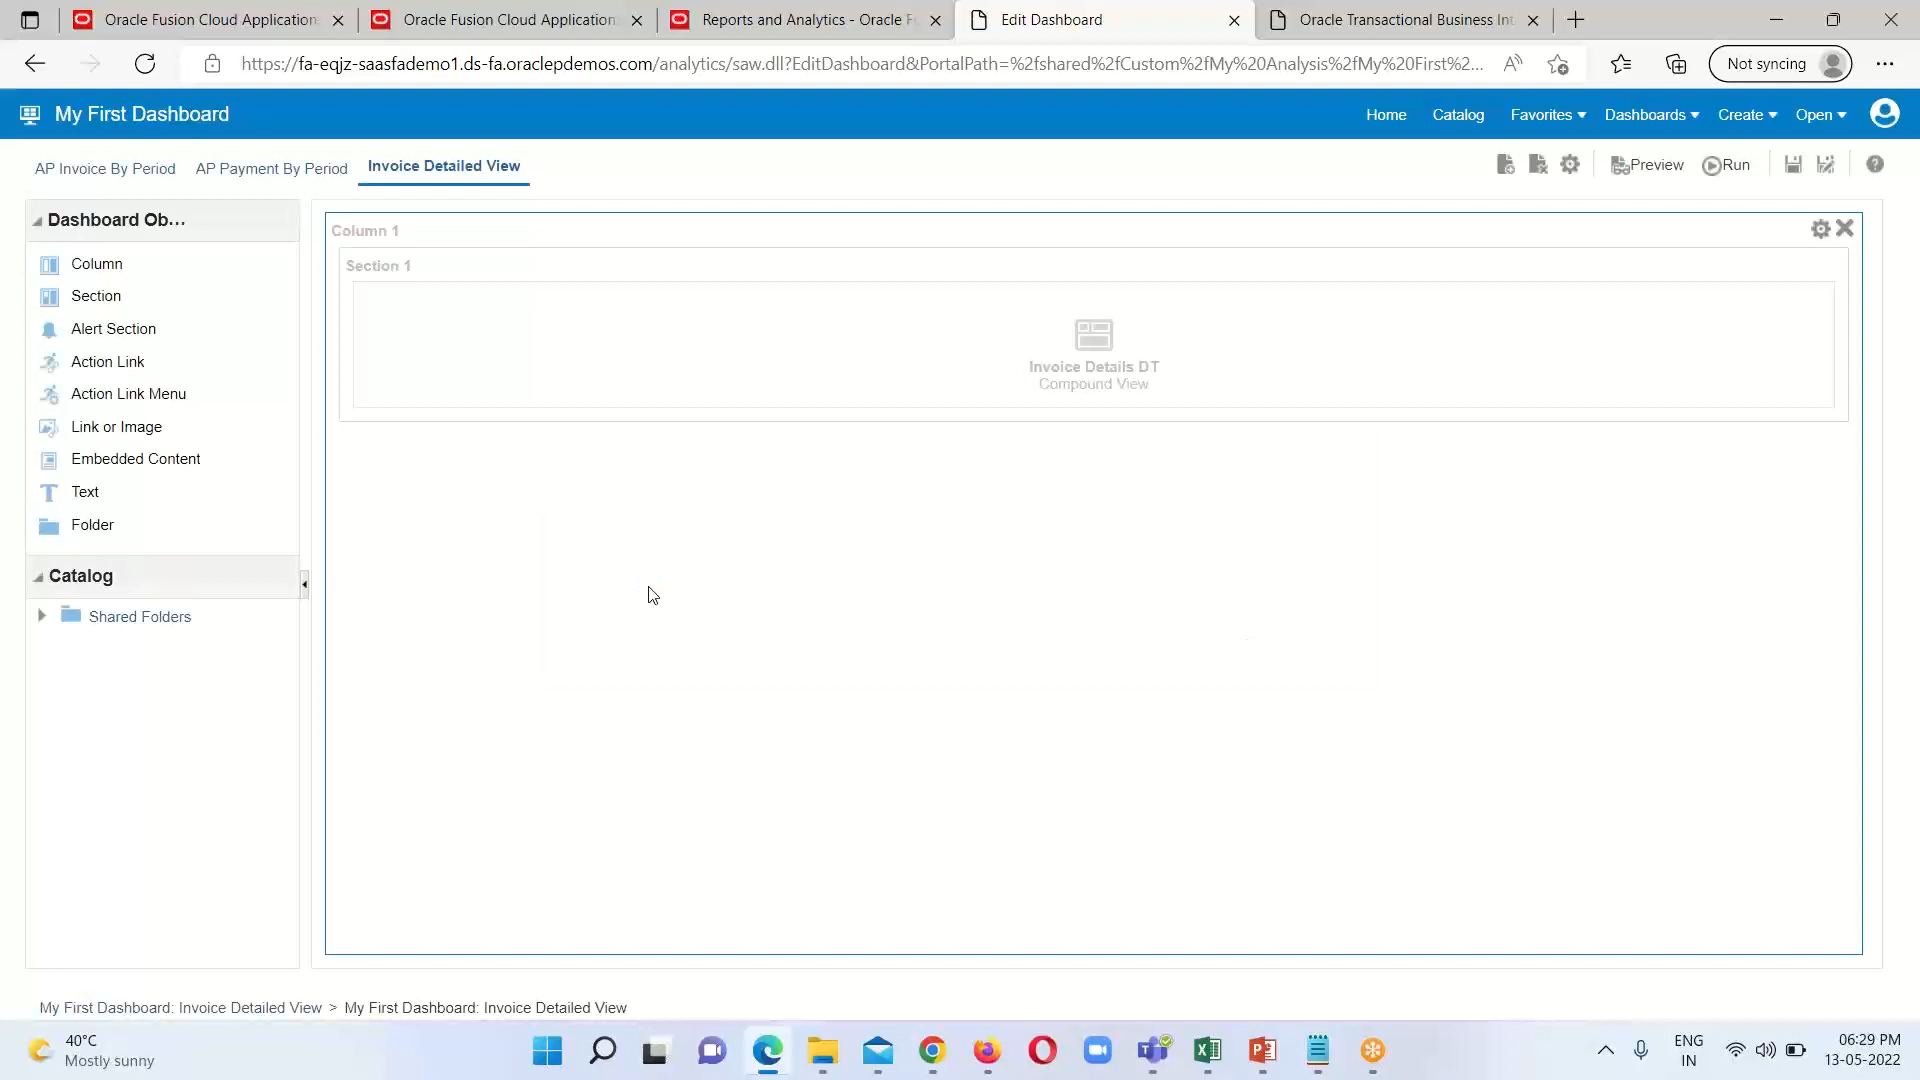 Oracle Fusion Cloud Application
Oracle Fusion Cloud Application
Reports and Analytics - Oracle F
Edit Dashboard
Oracle Transactional Business Int
https://fa-eqjz-saasfademo1.ds-fa.oraclepdemos.com/analytics/saw.dll?EditDashboard&PortalPath=%2fshared%2fCustom%2fMy%20Analysis%2fMy%20First%2...
Not syncing
My First Dashboard
Home
Catalog
Favorites
Dashboards
Create
Open
AP Invoice By Period
AP Payment By Period
Invoice Detailed View
Preview
Run
Dashboard Ob...
Column
Section
Alert Section
Action Link
Action Link Menu
Link or Image
Embedded Content
Text
Folder
Catalog
Shared Folders
Column 1
Section 1
Invoice Details DT
Compound View
My First Dashboard: Invoice Detailed View > My First Dashboard: Invoice Detailed View
40°C
Mostly sunny
ENG
IN
06:29 PM
13-05-2022